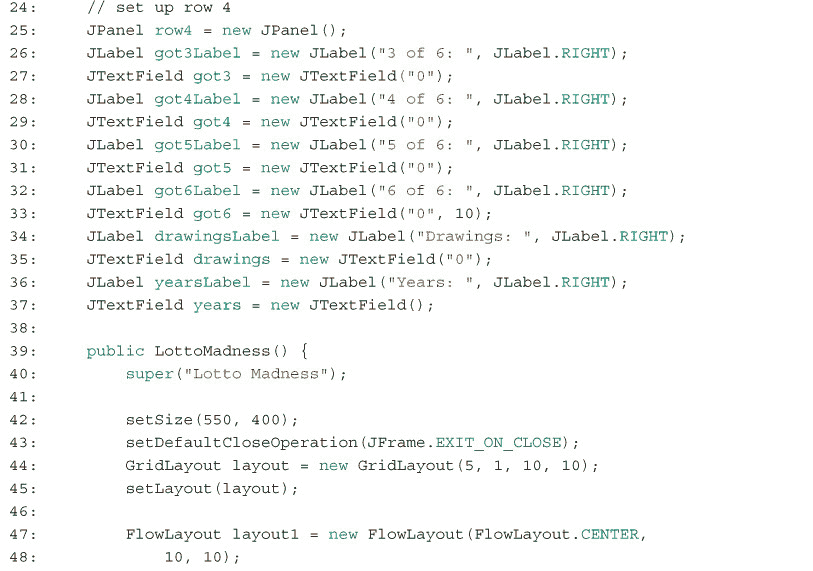 24:     // set up row 4
25:     JPanel row4 = new JPanel();
26:     JLabel got3Label = new JLabel("3 of 6: ", JLabel.RIGHT);
27:     JTextField got3 = new JTextField("0");
28:     JLabel got4Label = new JLabel("4 of 6: ", JLabel.RIGHT);
29:     JTextField got4 = new JTextField("0");
30:     JLabel got5Label = new JLabel("5 of 6: ", JLabel.RIGHT);
31:     JTextField got5 = new JTextField("0");
32:     JLabel got6Label = new JLabel("6 of 6: ", JLabel.RIGHT);
33:     JTextField got6 = new JTextField("0", 10);
34:     JLabel drawingsLabel = new JLabel("Drawings: ", JLabel.RIGHT);
35:     JTextField drawings = new JTextField("0");
36:     JLabel yearsLabel = new JLabel("Years: ", JLabel.RIGHT);
37:     JTextField years = new JTextField();
38:
39:     public LottoMadness() {
40:         super("Lotto Madness");
41:
42:         setSize(550, 400);
43:         setDefaultCloseOperation(JFrame.EXIT_ON_CLOSE);
44:         GridLayout layout = new GridLayout(5, 1, 10, 10);
45:         setLayout(layout);
46:
47:         FlowLayout layout1 = new FlowLayout(FlowLayout.CENTER,
48:             10, 10);